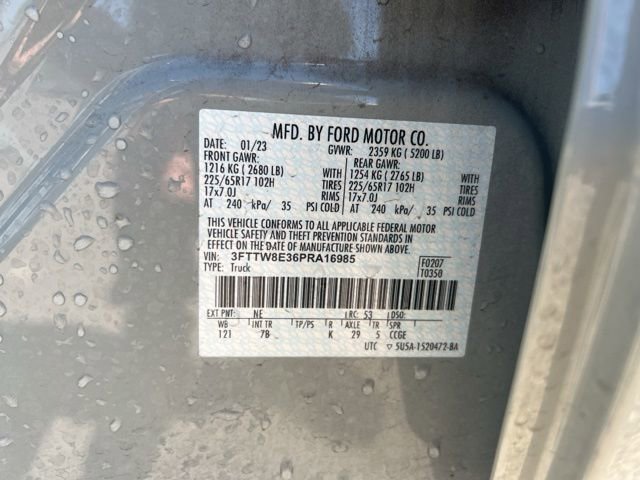 MFD. BY FORD MOTOR CO.
DATE: 01/23 GVWR: 2359 KG ( 5200 LB)
FRONT GAWR: REAR GAWR:
1216 KG ( 2680 LB) WITH 1254 KG ( 2765 LB) WITH
225/65R17 102H TIRES 225/65R17 102H TIRES
17x7.0J RIMS 17x7.0J RIMS
AT 240 kPa/ 35 PSI COLD AT 240 kPa/ 35 PSI COLD
THIS VEHICLE CONFORMS TO ALL APPLICABLE FEDERAL MOTOR
VEHICLE SAFETY AND THEFT PREVENTION STANDARDS IN
EFFECT ON THE DATE OF MANUFACTURE SHOWN ABOVE.
VIN: 3FTTW8E36PRA16985 F0207
TYPE: Truck T0350
EXT PNT: NE RC: 53 DSO:
WB INT TR TP/PS R AXLE TR SPR
121 7B K 29 5 CCGE
UTC ▽ 5U5A-1520472-BA